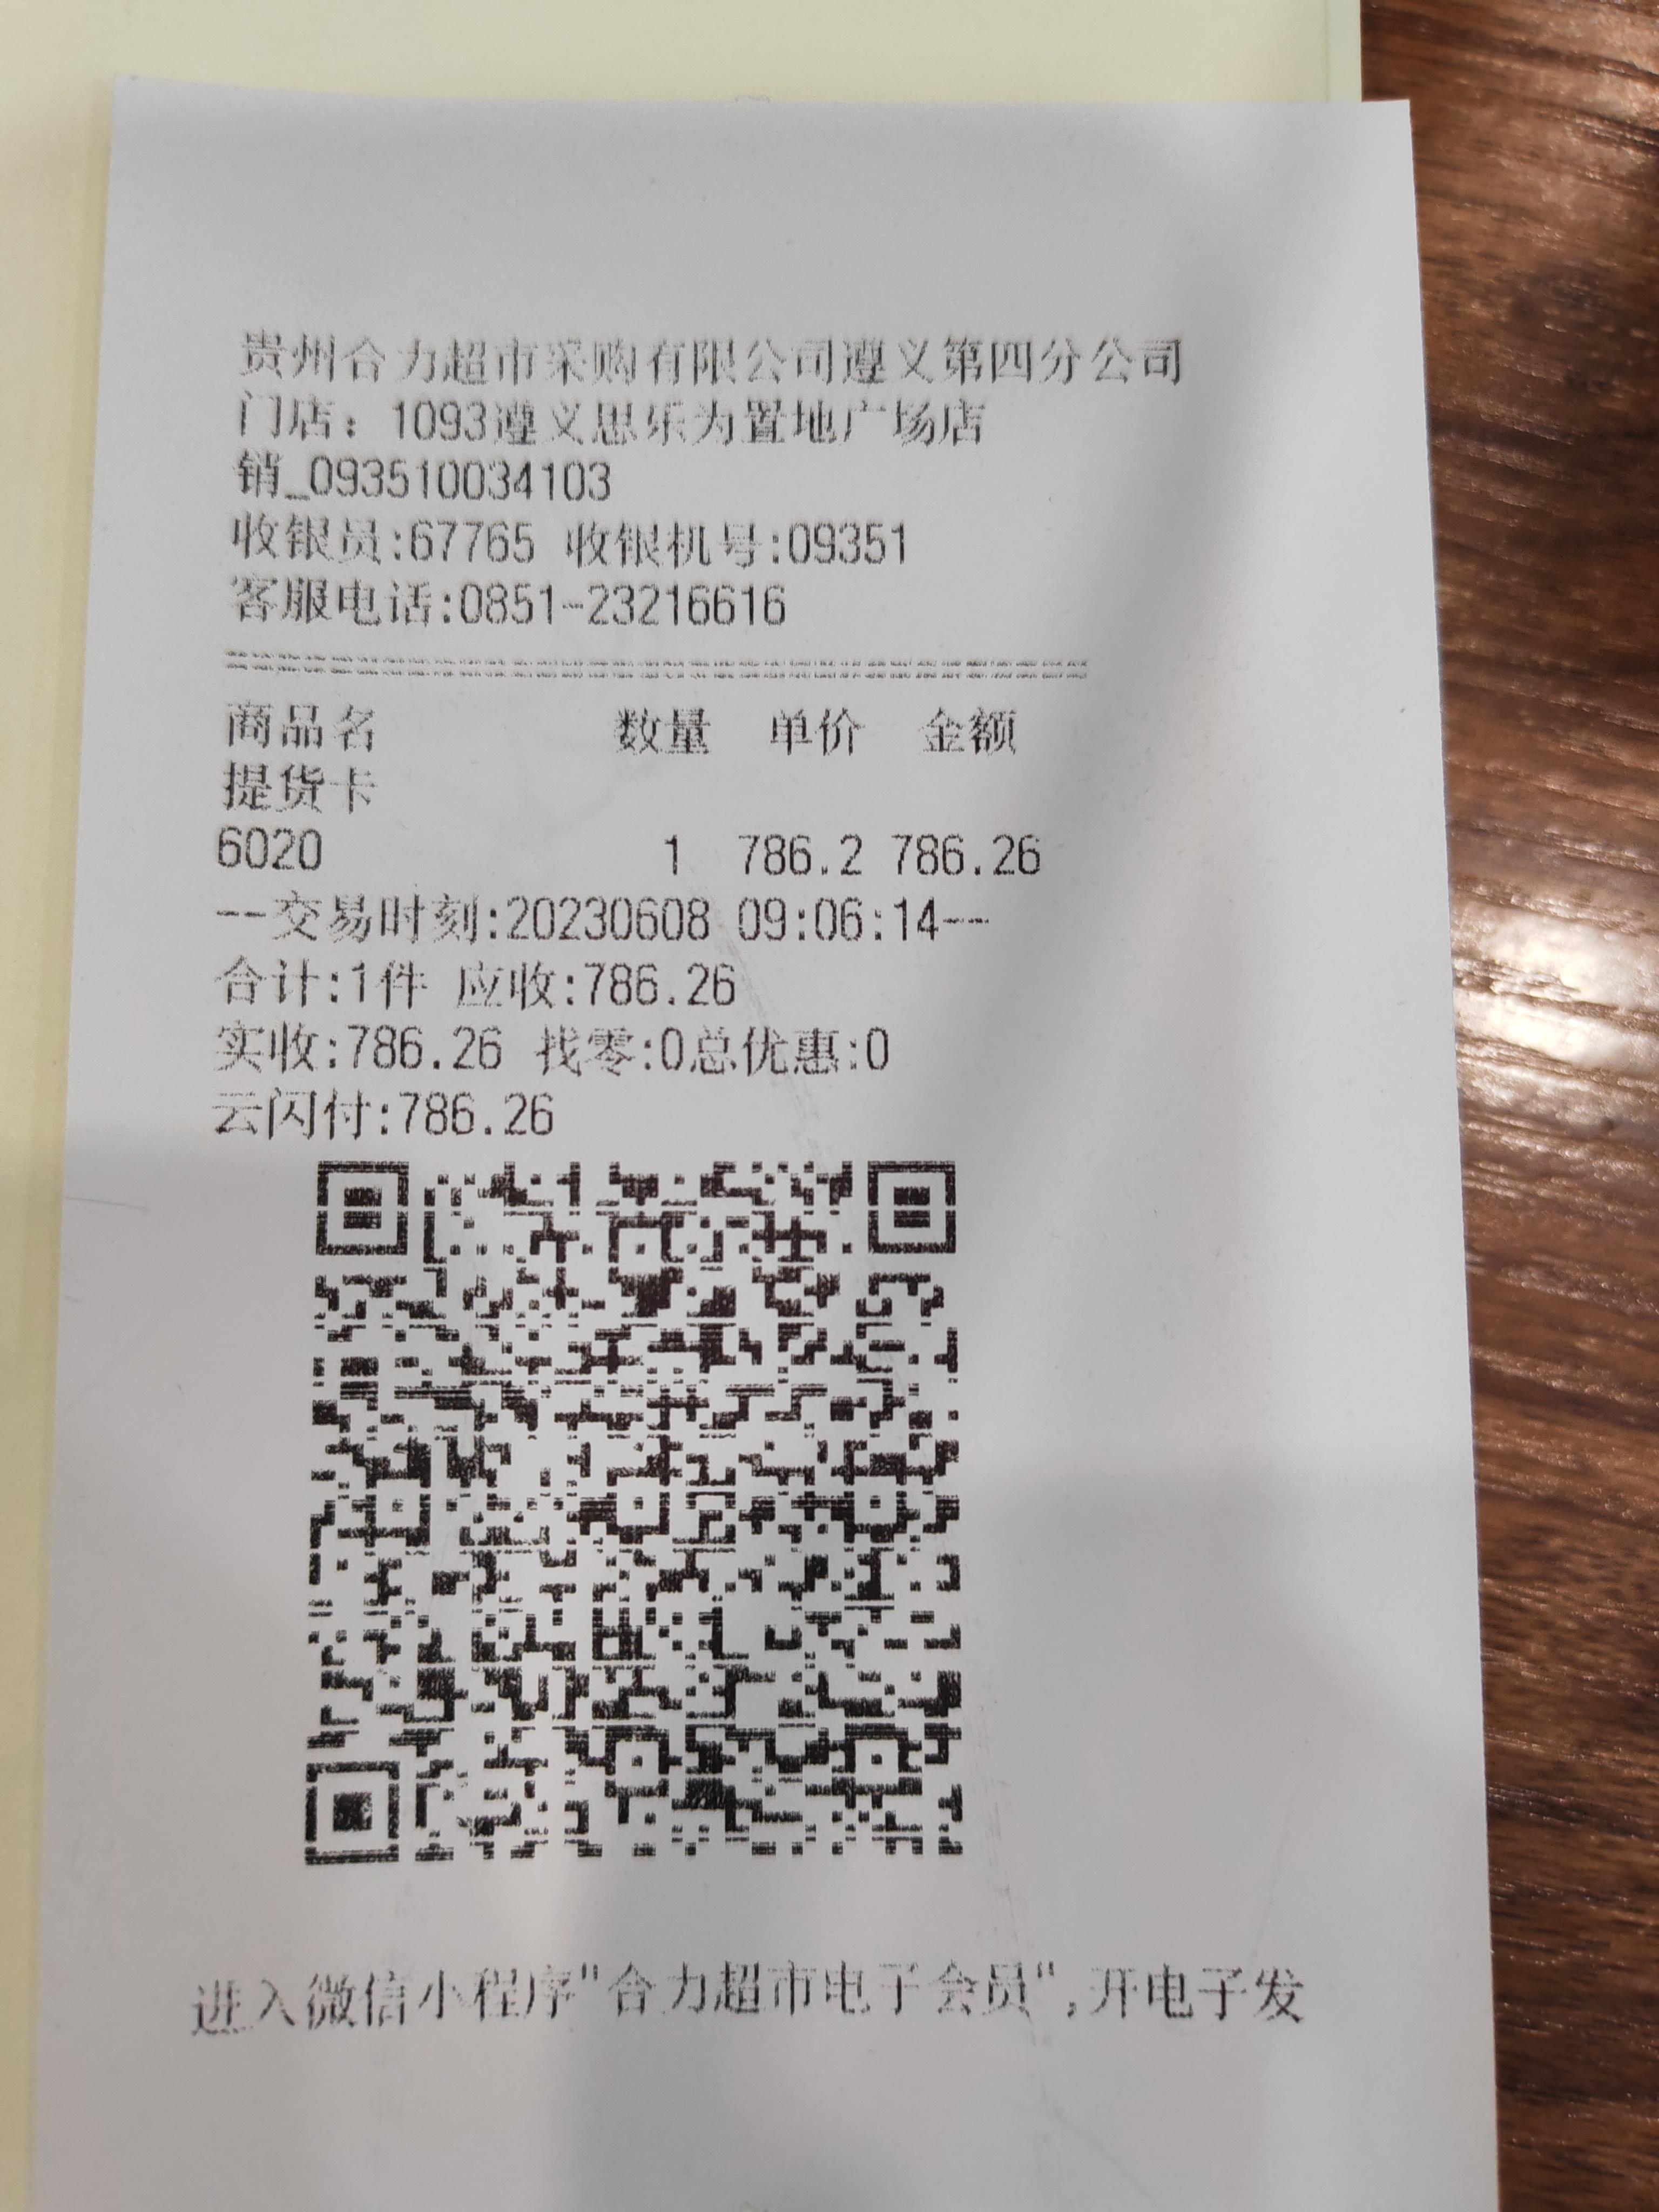 贵州合力超市采购有限公司遵义第四分公司
门店：1093遵义思乐为置地广场店
销_093510034103
收银员:67765 收银机号:09351
客服电话:0851-23216616
商品名 数量 单价 金额
提货卡
6020 1 786.2 786.26
--交易时刻:20230608 09:06:14--
合计:1件 应收:786.26
实收:786.26 找零:0总优惠:0
云闪付:786.26
进入微信小程序"合力超市电子会员",开电子发